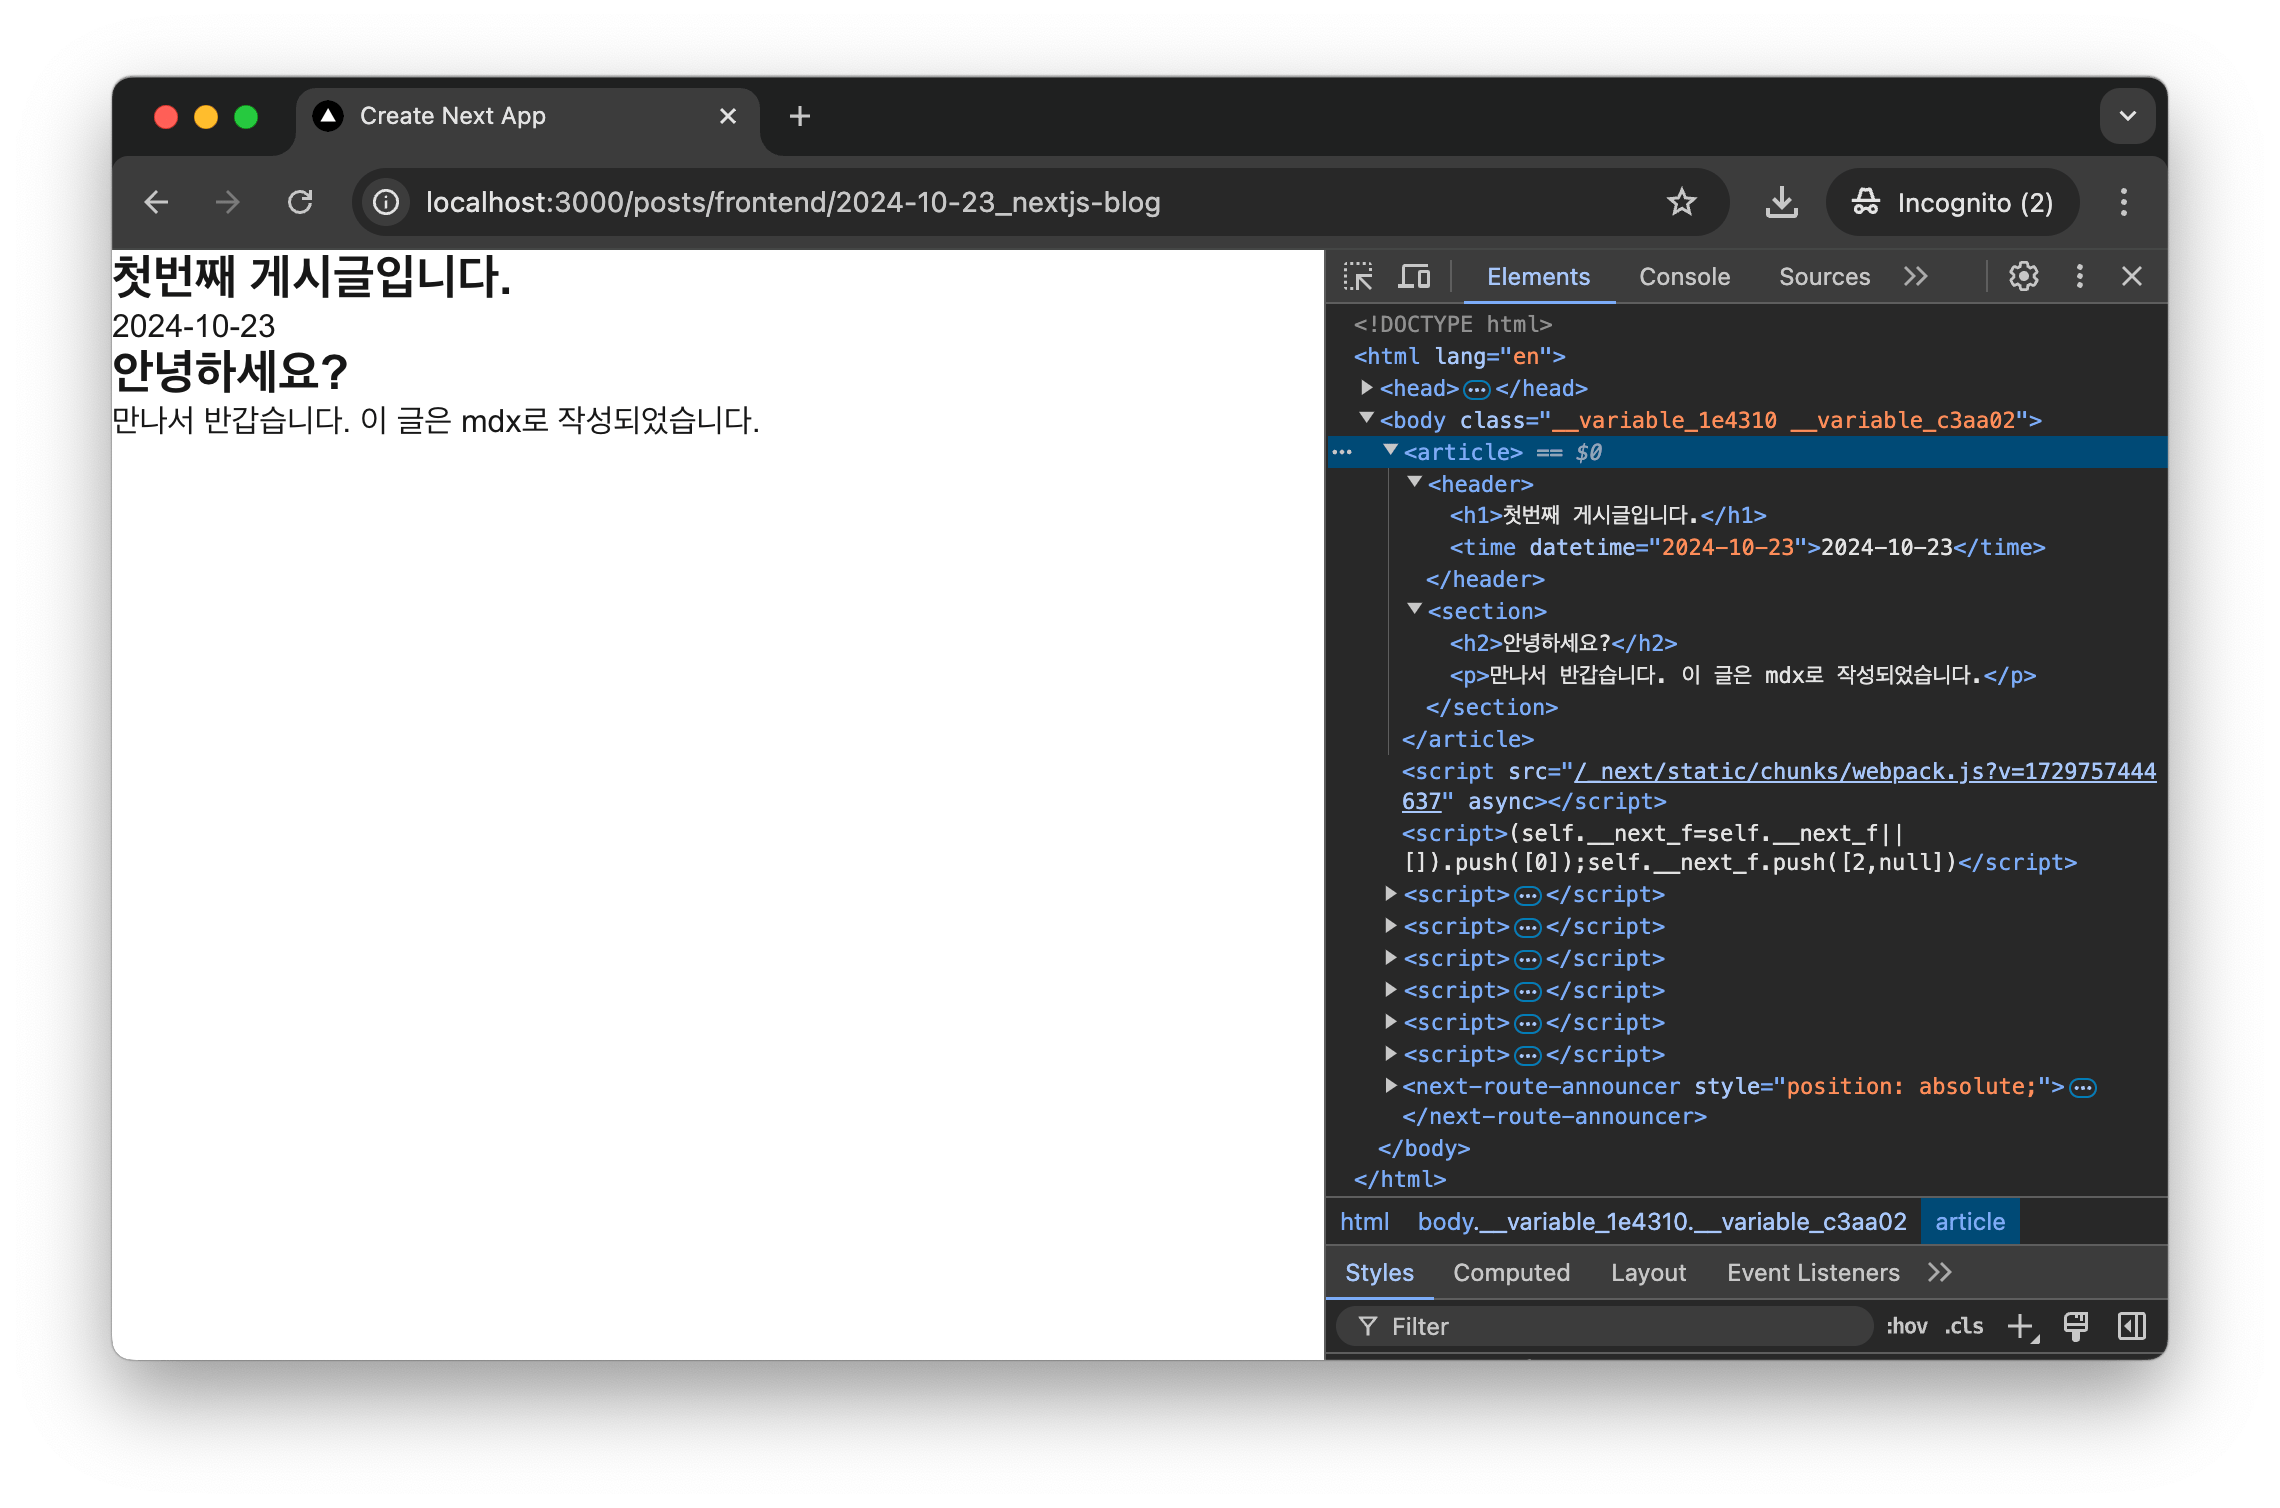 Create Next App
localhost:3000/posts/frontend/2024-10-23_nextjs-blog
Incognito (2)
첫번째 게시글입니다.
2024-10-23
안녕하세요?
만나서 반갑습니다. 이 글은 mdx로 작성되었습니다.
Elements Console Sources
<!DOCTYPE html>
<html lang="en">
<head>…</head>
<body class="__variable_1e4310 __variable_c3aa02">
… <article> == $0
<header>
<h1>첫번째 게시글입니다.</h1>
<time datetime="2024-10-23">2024-10-23</time>
</header>
<section>
<h2>안녕하세요?</h2>
<p>만나서 반갑습니다. 이 글은 mdx로 작성되었습니다.</p>
</section>
</article>
<script src="/_next/static/chunks/webpack.js?v=1729757444
637" async></script>
<script>(self.__next_f=self.__next_f||
[]).push([0]);self.__next_f.push([2,null])</script>
<script>…</script>
<script>…</script>
<script>…</script>
<script>…</script>
<script>…</script>
<script>…</script>
<next-route-announcer style="position: absolute;">…
</next-route-announcer>
</body>
</html>
html body.__variable_1e4310.__variable_c3aa02 article
Styles Computed Layout Event Listeners
Filter :hov .cls